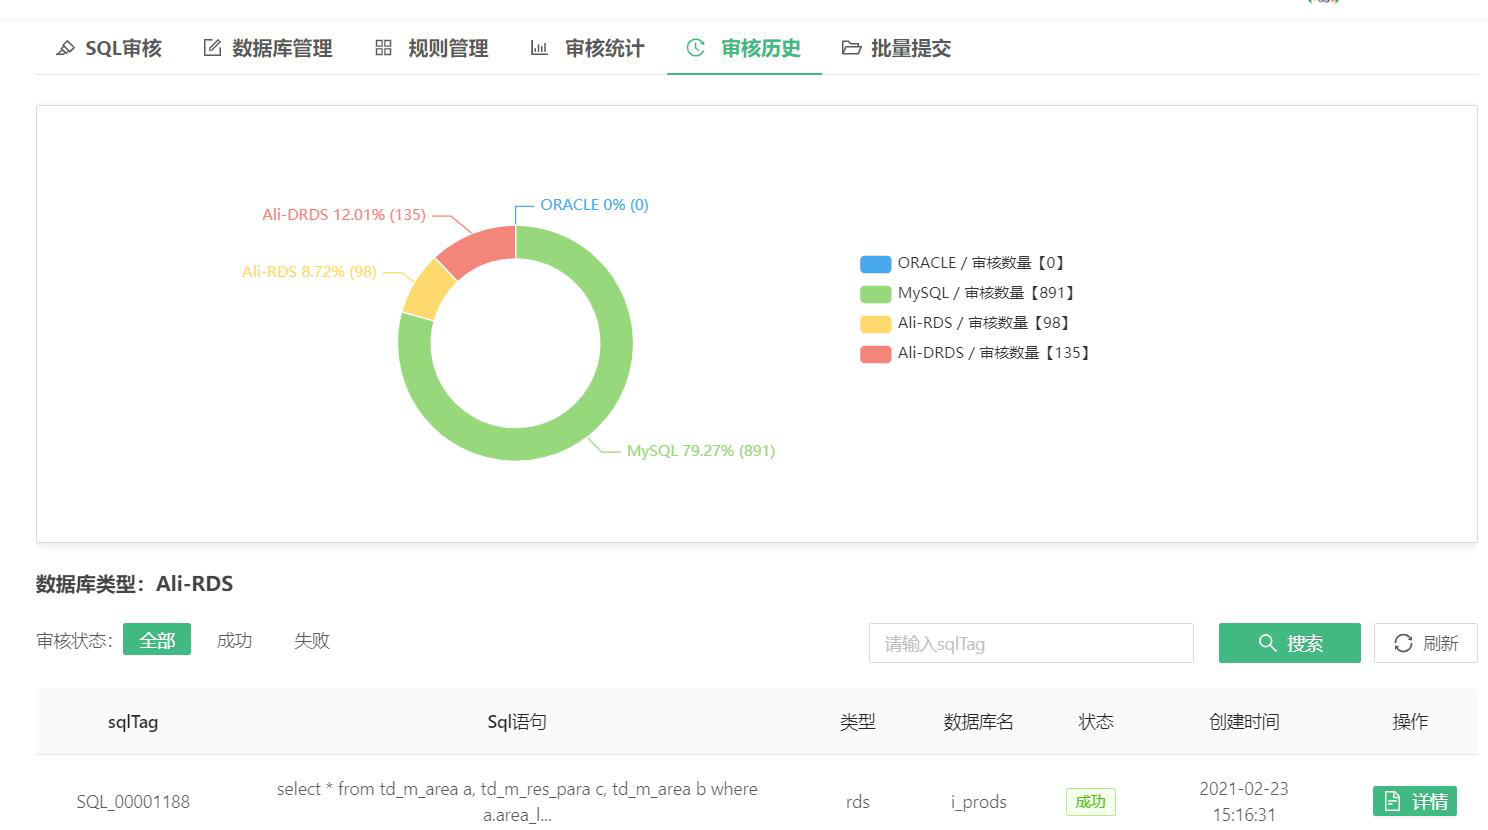 SQL审核 数据库管理 规则管理 审核统计 审核历史 批量提交
ORACLE 0% (0)
Ali-DRDS 12.01% (135)
Ali-RDS 8.72% (98)
MySQL 79.27% (891)
ORACLE / 审核数量【0】
MySQL / 审核数量【891】
Ali-RDS / 审核数量【98】
Ali-DRDS / 审核数量【135】
数据库类型：Ali-RDS
审核状态: 全部 成功 失败 请输入sqlTag 搜索 刷新
sqlTag Sql语句 类型 数据库名 状态 创建时间 操作
SQL_00001188 select * from td_m_area a, td_m_res_para c, td_m_area b where a.area_l... rds i_prods 成功 2021-02-23 15:16:31 详情